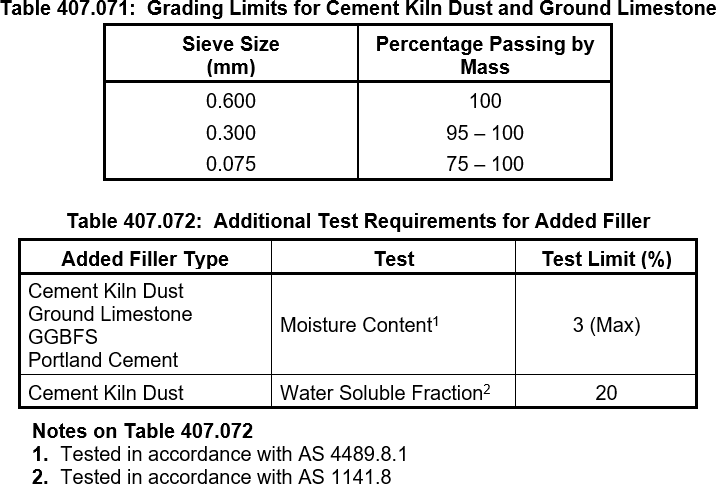 Table 407.071:  Grading Limits for Cement Kiln Dust and Ground Limestone
Sieve Size
(mm)
Percentage Passing by
Mass
0.600
100
0.300
95 – 100
0.075
75 – 100
Table 407.072:  Additional Test Requirements for Added Filler
Added Filler Type
Test
Test Limit (%)
Cement Kiln Dust
Ground Limestone
GGBFS
Portland Cement
Moisture Content¹
3 (Max)
Cement Kiln Dust
Water Soluble Fraction²
20
Notes on Table 407.072
1.  Tested in accordance with AS 4489.8.1
2.  Tested in accordance with AS 1141.8